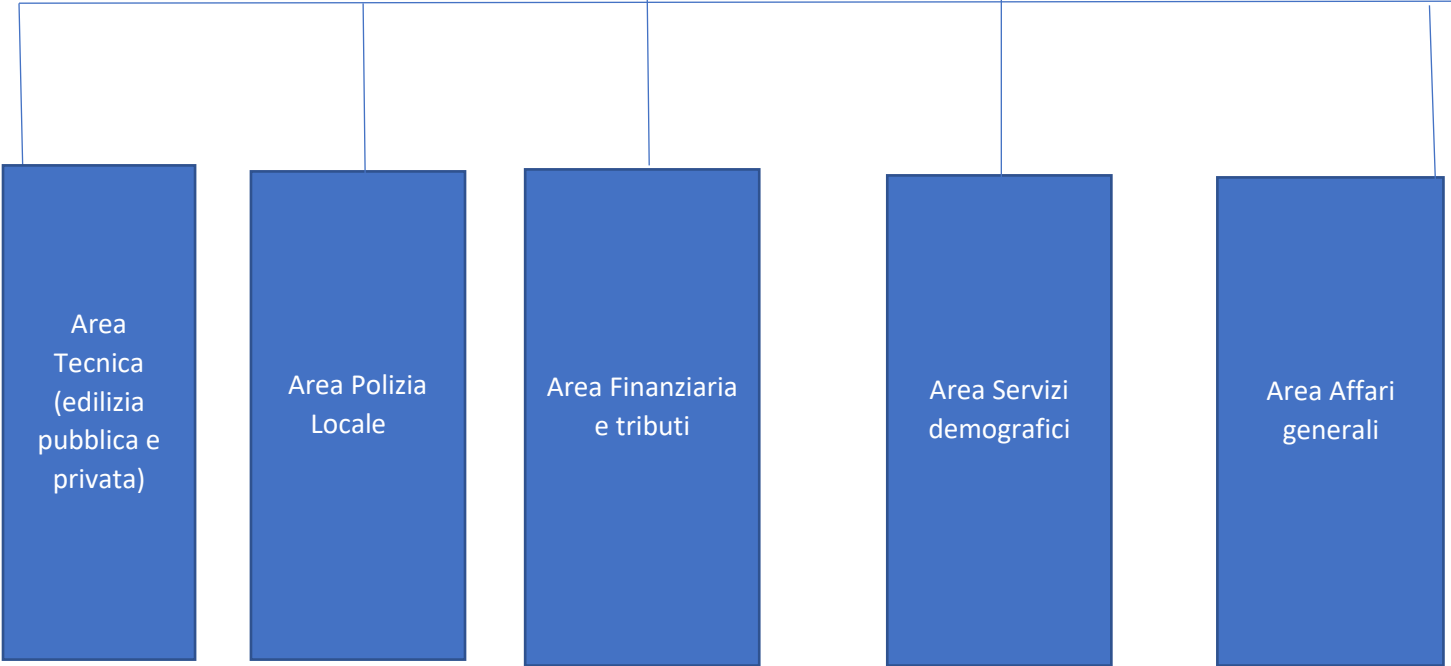 Area
Tecnica
(edilizia
pubblica e
privata)
Area Polizia
Locale
Area Finanziaria
e tributi
Area Servizi
demografici
Area Affari
generali